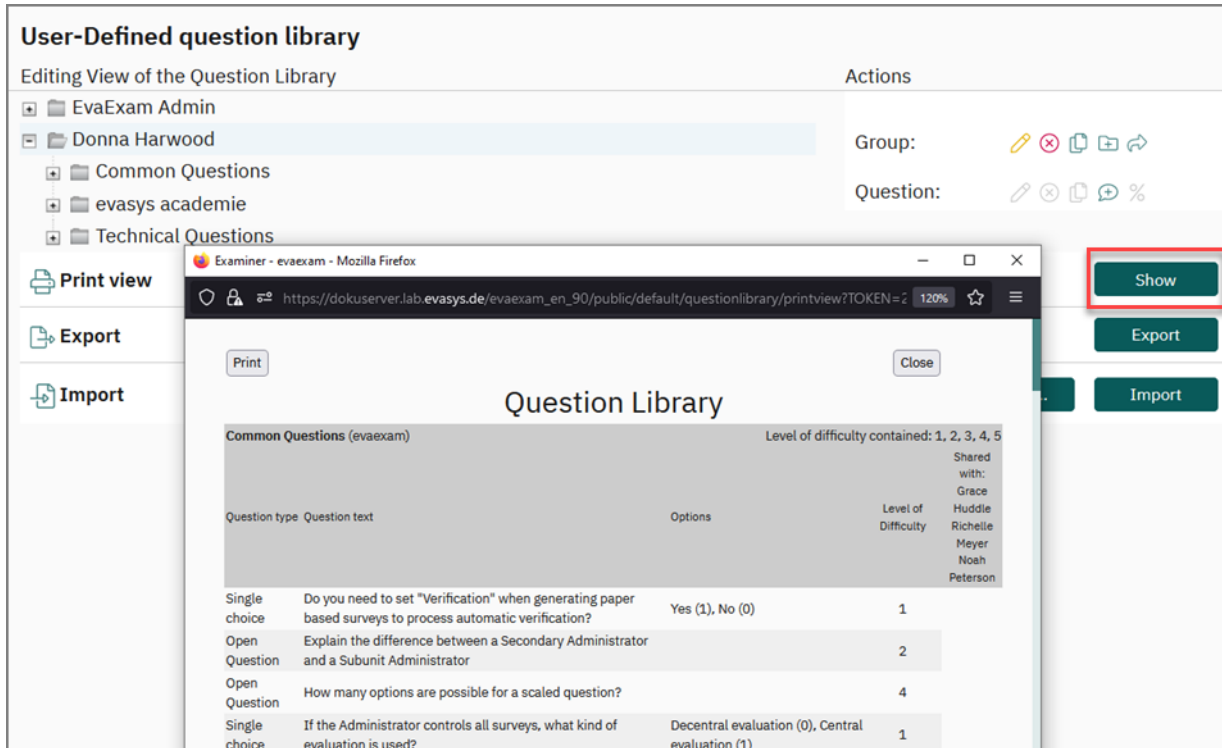 User-Defined question library
Editing View of the Question Library
Actions
EvaExam Admin
Donna Harwood
Group:
Common Questions
evasys academie
Question:
Technical Questions
Print view
Show
Export
Export
Import
Import
Examiner - evaexam - Mozilla Firefox
https://dokuserver.lab.evasys.de/evaexam_en_90/public/default/questionlibrary/printview?TOKEN=2
120%
Print
Close
Question Library
Common Questions (evaexam)
Level of difficulty contained: 1, 2, 3, 4, 5
Question type
Question text
Options
Level of
Difficulty
Shared
with:
Grace
Huddle
Richelle
Meyer
Noah
Peterson
Single
choice
Do you need to set "Verification" when generating paper
based surveys to process automatic verification?
Yes (1), No (0)
1
Open
Question
Explain the difference between a Secondary Administrator
and a Subunit Administrator
2
Open
Question
How many options are possible for a scaled question?
4
Single
choice
If the Administrator controls all surveys, what kind of
evaluation is used?
Decentral evaluation (0), Central
evaluation (1)
1